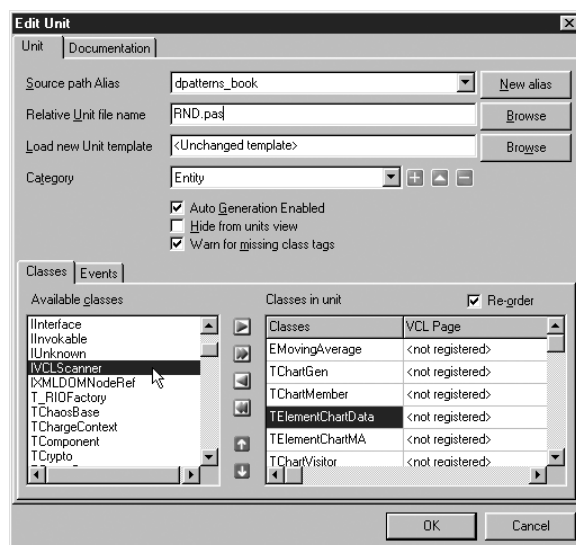 Edit Unit
Unit Documentation
Source path Alias dpatterns_book New alias
Relative Unit file name RND.pas Browse
Load new Unit template <Unchanged template> Browse
Category Entity
Auto Generation Enabled
Hide from units view
Warn for missing class tags
Classes Events
Available classes Classes in unit Re-order
IInterface Classes VCL Page
IInvokable EMovingAverage <not registered>
IUnknown TChartGen <not registered>
IVCLScanner TChartMember <not registered>
IXMLDOMNodeRef
T_RIOFactory TElementChartData <not registered>
TChaosBase TElementChartMA <not registered>
TChargeContext
TComponent TChartVisitor <not registered>
TCrypto
OK Cancel